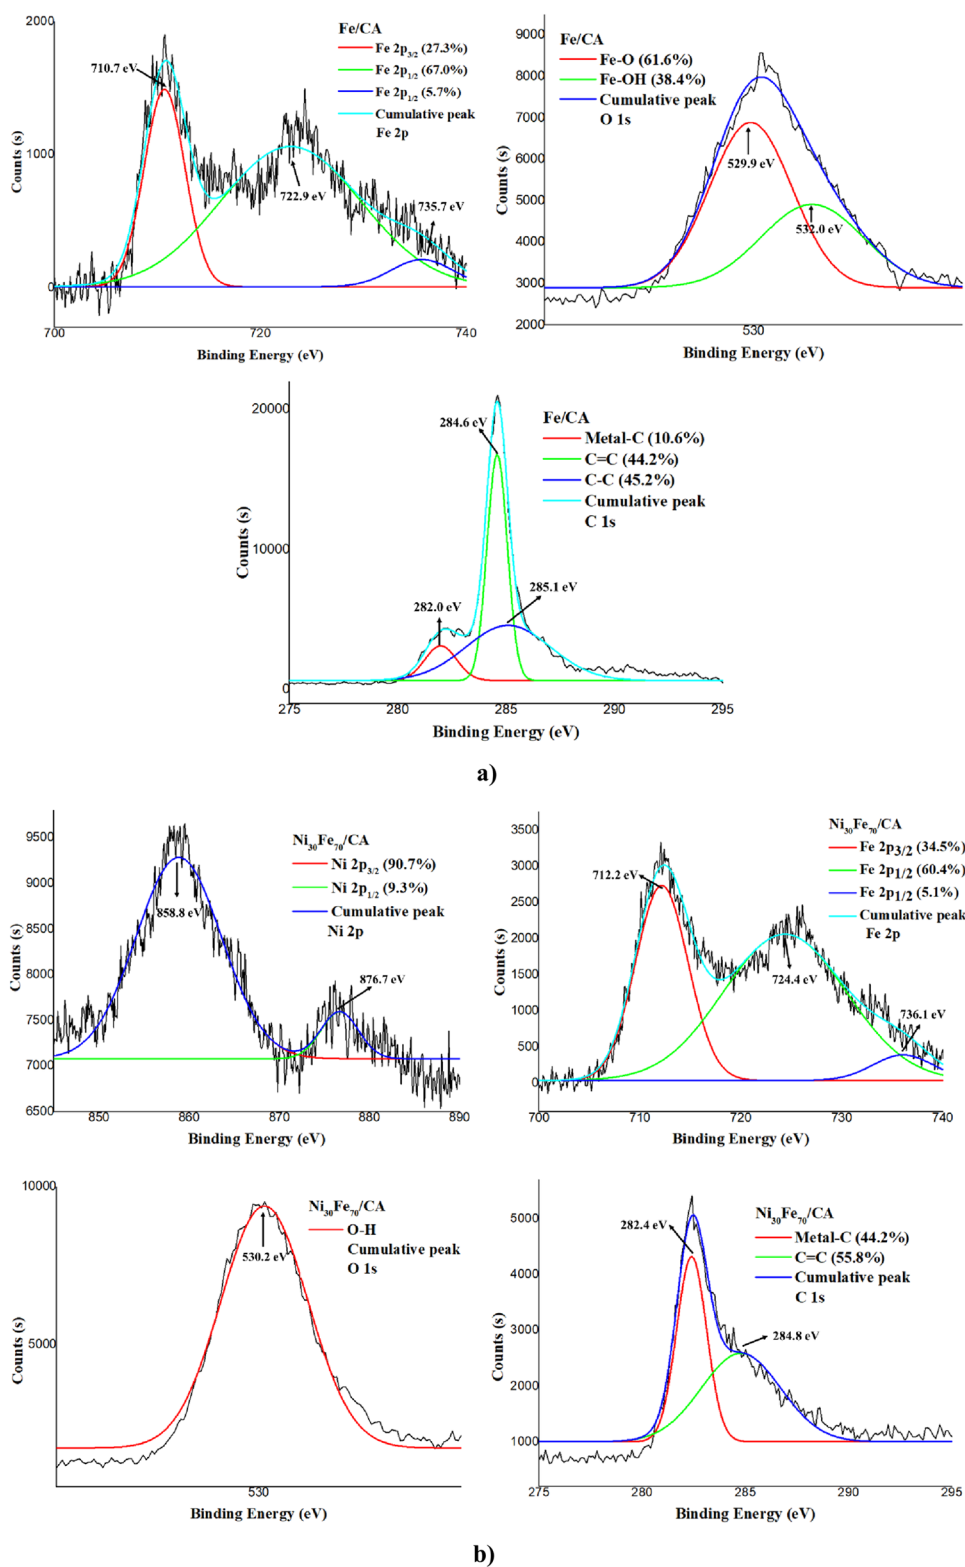 Fe/CA
Fe 2p3/2 (27.3%)
Fe 2p1/2 (67.0%)
Fe 2p1/2 (5.7%)
Cumulative peak
Fe 2p
710.7 eV
722.9 eV
735.7 eV
2000
1000
0
700
720
740
Counts (s)
Binding Energy (eV)
Fe/CA
Fe-O (61.6%)
Fe-OH (38.4%)
Cumulative peak
O 1s
529.9 eV
532.0 eV
9000
8000
7000
6000
5000
4000
3000
2000
530
Counts (s)
Binding Energy (eV)
Fe/CA
Metal-C (10.6%)
C=C (44.2%)
C-C (45.2%)
Cumulative peak
C 1s
284.6 eV
282.0 eV
285.1 eV
20000
10000
0
275
280
285
290
295
Counts (s)
Binding Energy (eV)
a)
Ni30Fe70/CA
Ni 2p3/2 (90.7%)
Ni 2p1/2 (9.3%)
Cumulative peak
Ni 2p
858.8 eV
876.7 eV
9500
9000
8500
8000
7500
7000
6500
850
860
870
880
890
Counts (s)
Binding Energy (eV)
Ni30Fe70/CA
Fe 2p3/2 (34.5%)
Fe 2p1/2 (60.4%)
Fe 2p1/2 (5.1%)
Cumulative peak
Fe 2p
712.2 eV
724.4 eV
736.1 eV
3500
3000
2500
2000
1500
1000
500
0
700
710
720
730
740
Counts (s)
Binding Energy (eV)
Ni30Fe70/CA
O-H
Cumulative peak
O 1s
530.2 eV
10000
5000
530
Counts (s)
Binding Energy (eV)
Ni30Fe70/CA
Metal-C (44.2%)
C=C (55.8%)
Cumulative peak
C 1s
282.4 eV
284.8 eV
5000
4000
3000
2000
1000
275
280
285
290
295
Counts (s)
Binding Energy (eV)
b)